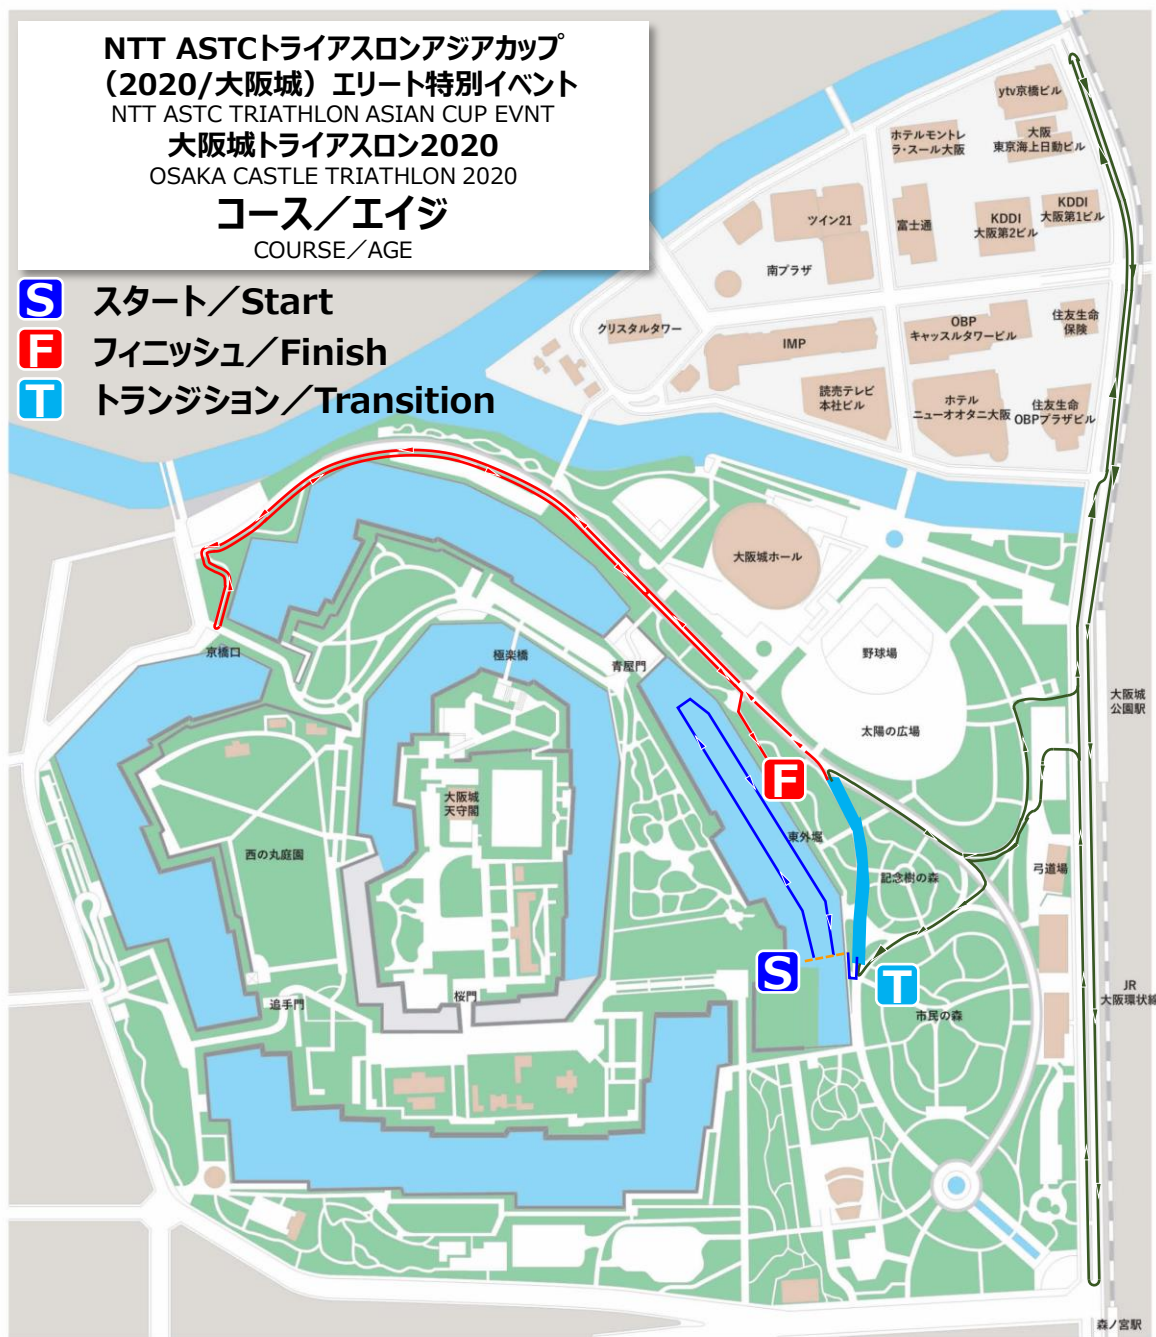 NTT ASTCトライアスロンアジアカップ
（2020/大阪城）エリート特別イベント
NTT ASTC TRIATHLON ASIAN CUP EVNT
大阪城トライアスロン2020
OSAKA CASTLE TRIATHLON 2020
コース／エイジ
COURSE／AGE
S スタート／Start
F フィニッシュ／Finish
T トランジション／Transition
ytv京橋ビル
ホテルモントレ
ラ・スール大阪
大阪
東京海上日動ビル
ツイン21
富士通
KDDI
大阪第2ビル
KDDI
大阪第1ビル
南プラザ
クリスタルタワー
IMP
OBP
キャッスルタワービル
住友生命
保険
読売テレビ
本社ビル
ホテル
ニューオオタニ大阪
住友生命
OBPプラザビル
大阪城ホール
京橋口
極楽橋
青屋門
野球場
太陽の広場
大阪城
公園駅
F
大阪城
天守閣
西の丸庭園
東外堀
記念樹の森
弓道場
S
T
追手門
桜門
市民の森
JR
大阪環状線
森ノ宮駅